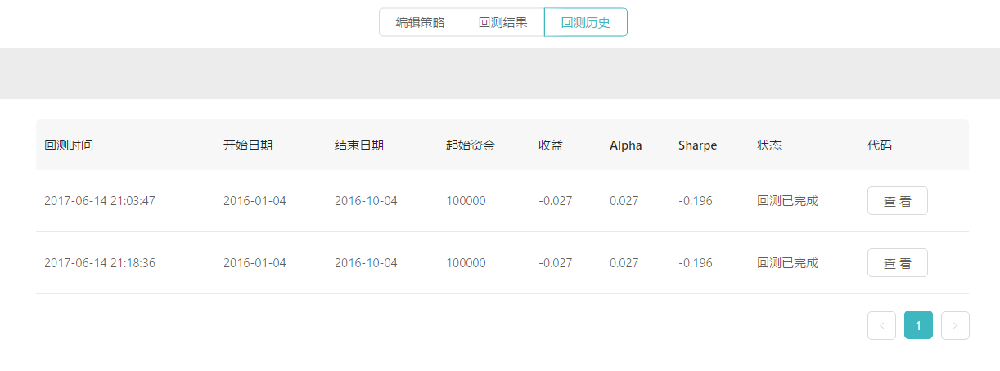 编辑策略 回测结果 回测历史
回测时间 开始日期 结束日期 起始资金 收益 Alpha Sharpe 状态 代码
2017-06-14 21:03:47 2016-01-04 2016-10-04 100000 -0.027 0.027 -0.196 回测已完成 查 看
2017-06-14 21:18:36 2016-01-04 2016-10-04 100000 -0.027 0.027 -0.196 回测已完成 查 看
< 1 >